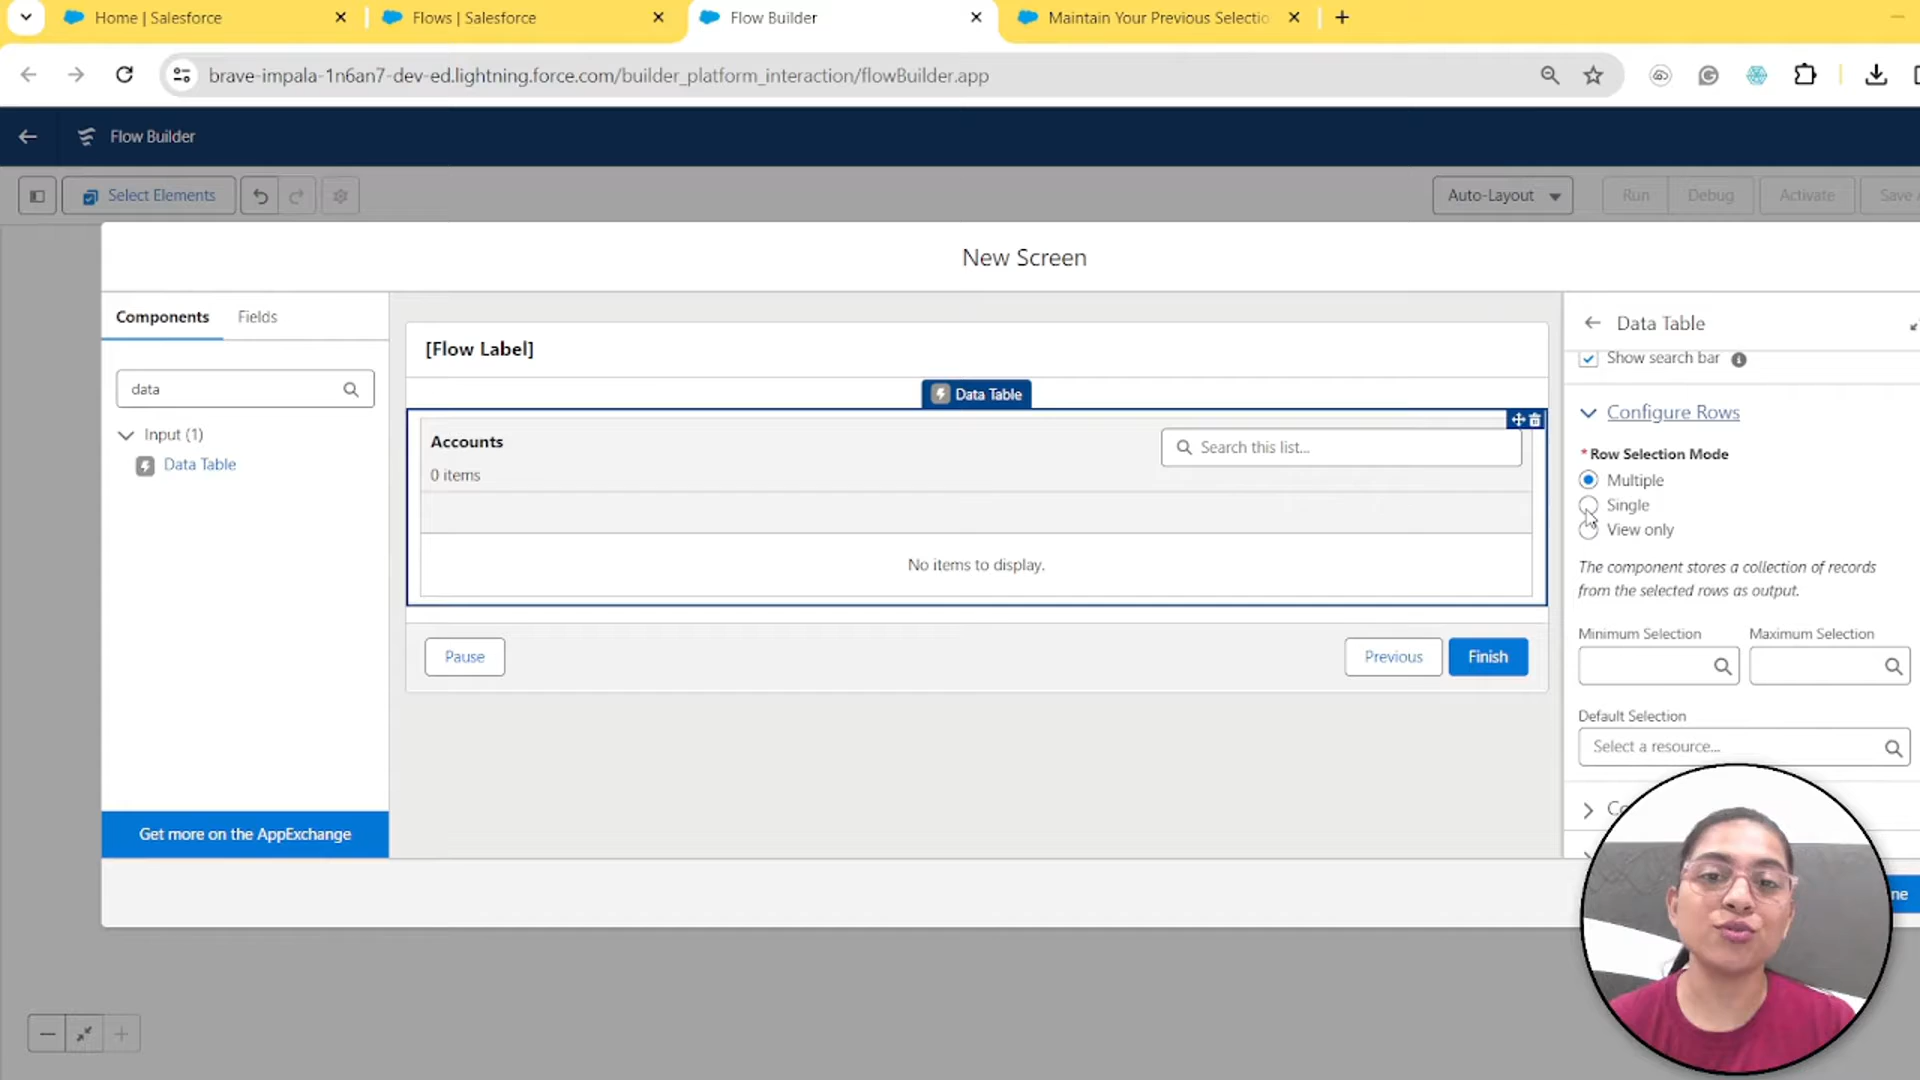 Home | Salesforce
Flows | Salesforce
Flow Builder
Maintain Your Previous Selectio
brave-impala-1n6an7-dev-ed.lightning.force.com/builder_platform_interaction/flowBuilder.app
Flow Builder
Select Elements
Auto-Layout
Run
Debug
Activate
Save
New Screen
Components
Fields
data
Input (1)
Data Table
Get more on the AppExchange
[Flow Label]
Data Table
Accounts
0 items
Search this list...
No items to display.
Pause
Previous
Finish
Data Table
Show search bar
Configure Rows
*Row Selection Mode
Multiple
Single
View only
The component stores a collection of records
from the selected rows as output.
Minimum Selection
Maximum Selection
Default Selection
Select a resource...